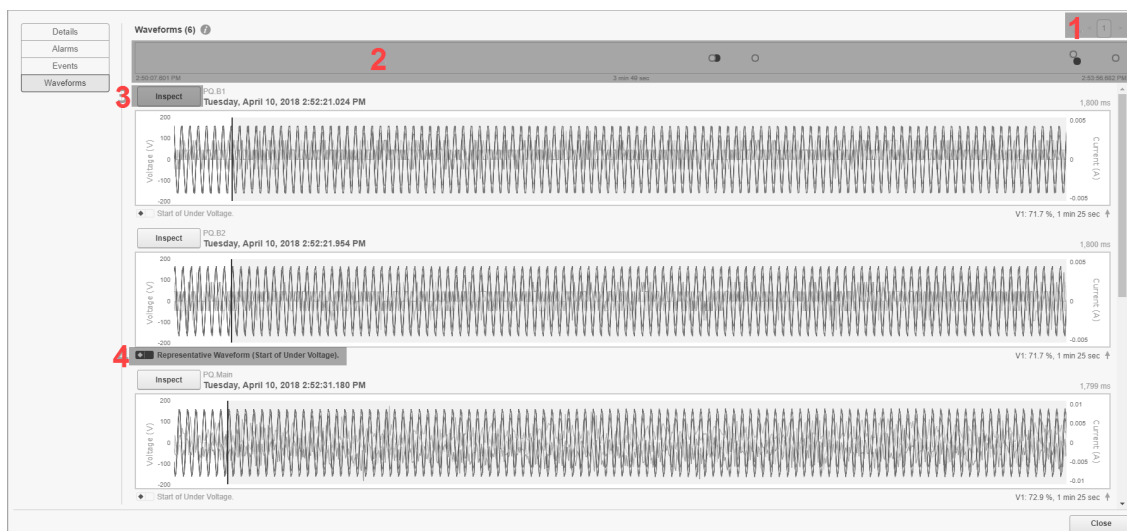 Details
Alarms
Events
Waveforms
Waveforms (6) i
1
1
2
2:50:07.801 PM 3 min 49 sec 2:53:56.602 PM
3
Inspect
PQ.B1
Tuesday, April 10, 2018 2:52:21.024 PM
1,800 ms
200
100
0
-100
-200
Voltage (V)
0.005
0
-0.005
Current (A)
Start of Under Voltage.
V1: 71.7 %, 1 min 25 sec
Inspect
PQ.B2
Tuesday, April 10, 2018 2:52:21.954 PM
1,800 ms
200
100
0
-100
-200
Voltage (V)
0.005
0
-0.005
Current (A)
4
Representative Waveform (Start of Under Voltage).
V1: 71.7 %, 1 min 25 sec
Inspect
PQ.Main
Tuesday, April 10, 2018 2:52:31.180 PM
1,799 ms
200
100
0
-100
-200
Voltage (V)
0.01
0.005
0
-0.005
-0.01
Current (A)
Start of Under Voltage.
V1: 72.9 %, 1 min 25 sec
Close